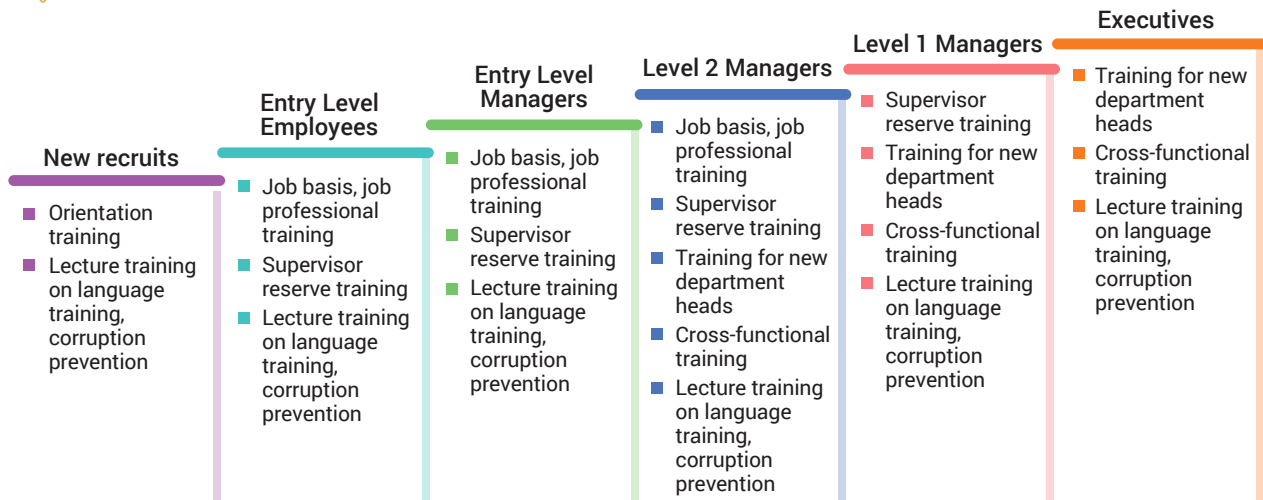 New recruits
Orientation
training
Lecture training
on language
training,
corruption
prevention
Entry Level
Employees
Job basis, job
professional
training
Supervisor
reserve training
Lecture training
on language
training,
corruption
prevention
Entry Level
Managers
Job basis, job
professional
training
Supervisor
reserve training
Lecture training
on language
training,
corruption
prevention
Level 2 Managers
Job basis, job
professional
training
Supervisor
reserve training
Training for new
department
heads
Cross-functional
training
Lecture training
on language
training,
corruption
prevention
Level 1 Managers
Supervisor
reserve training
Training for new
department
heads
Cross-functional
training
Lecture training
on language
training,
corruption
prevention
Executives
Training for new
department
heads
Cross-functional
training
Lecture training
on language
training,
corruption
prevention